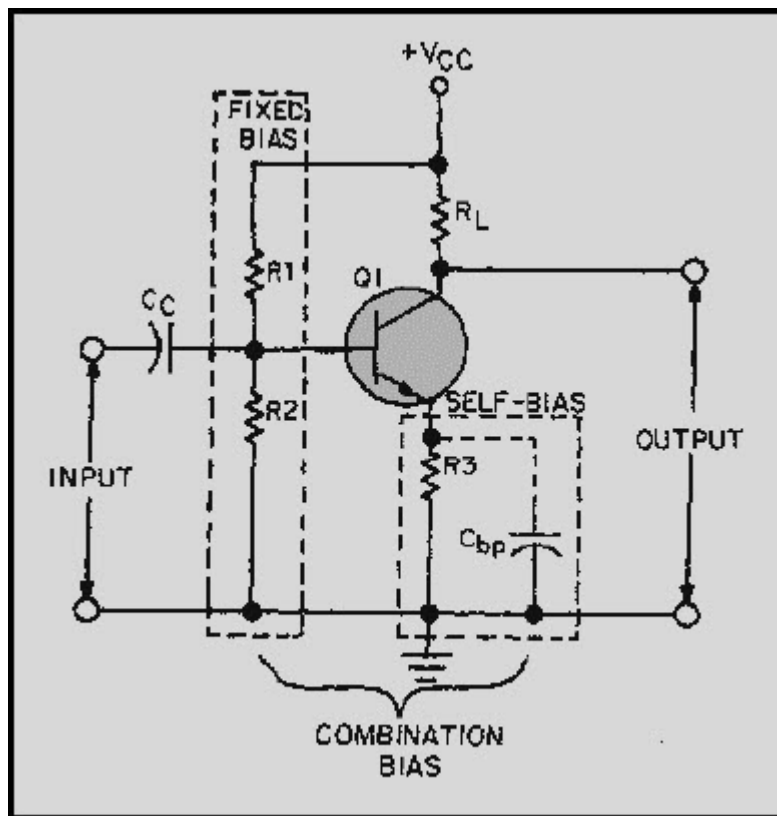 +VCC
FIXED
BIAS
RL
R1
Q1
CC
R2
SELF-BIAS
R3
INPUT
OUTPUT
Cbp
COMBINATION
BIAS